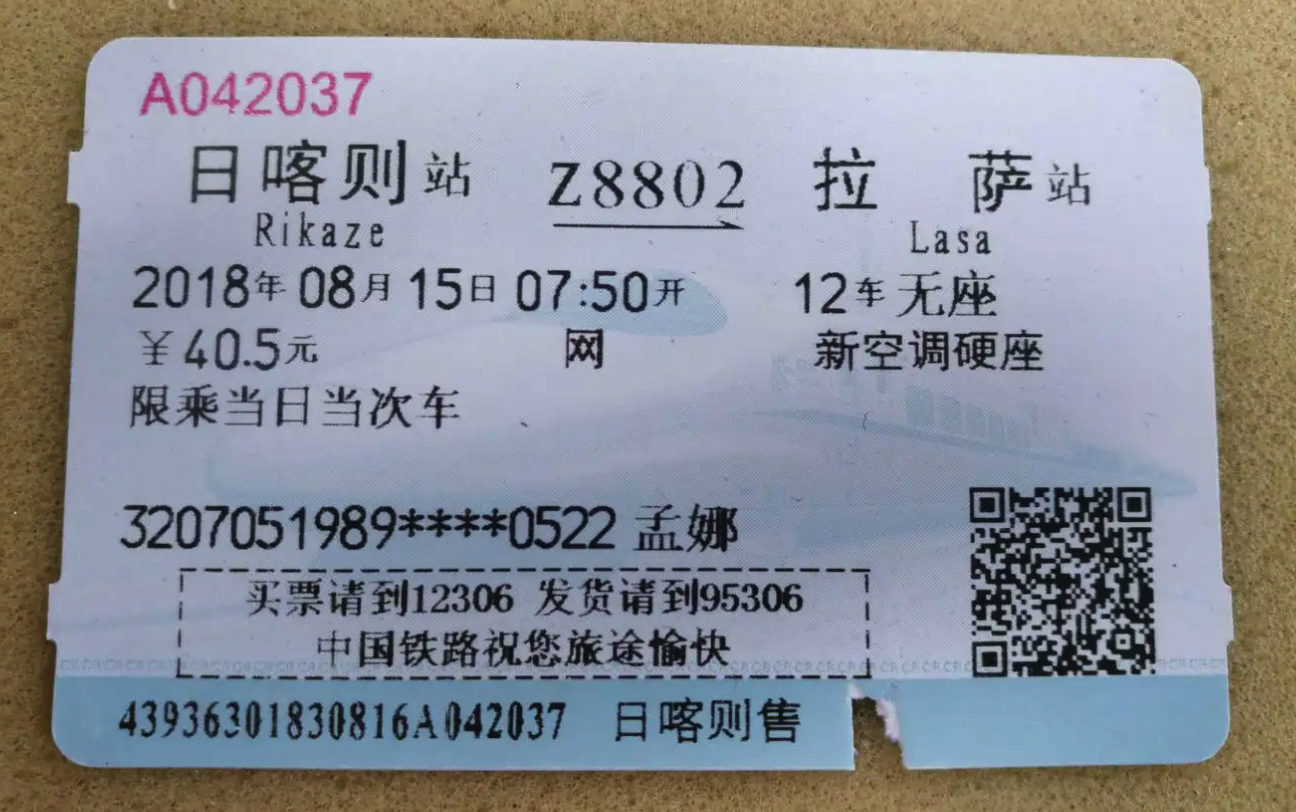 A042037
日喀则站 Z8802 拉萨站
Rikaze Lasa
2018年08月15日07:50开 12车无座
¥40.5元 网 新空调硬座
限乘当日当次车
3207051989****0522 孟娜
买票请到12306 发货请到95306
中国铁路祝您旅途愉快
43936301830816A042037 日喀则售